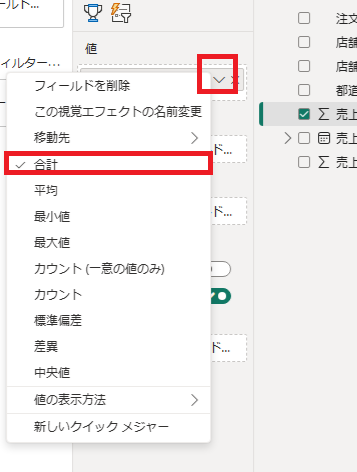 値
フィルター...
フィールドを削除
この視覚エフェクトの名前変更
移動先
合計
平均
最小値
最大値
カウント (一意の値のみ)
カウント
標準偏差
差異
中央値
値の表示方法
新しいクイック メジャー
ド...
ド...
ド...
注文
店舗
店舗
都道
売上
売上
売上